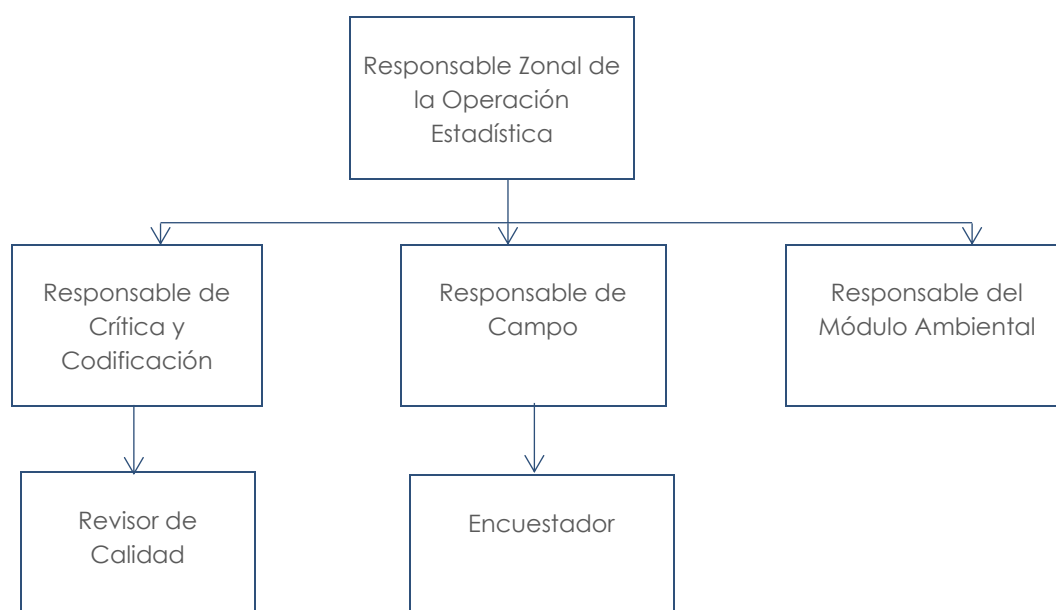 Responsable Zonal de
la Operación
Estadística
Responsable de
Crítica y
Codificación
Responsable de
Campo
Responsable del
Módulo Ambiental
Revisor de
Calidad
Encuestador